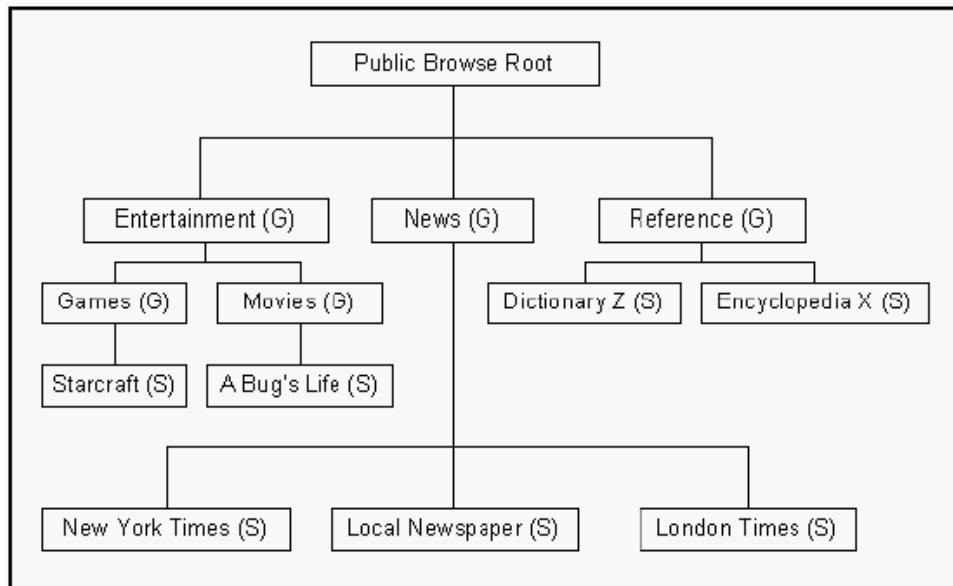 Public Browse Root
Entertainment (G)
News (G)
Reference (G)
Games (G)
Movies (G)
Dictionary Z (S)
Encyclopedia X (S)
Starcraft (S)
A Bug's Life (S)
New York Times (S)
Local Newspaper (S)
London Times (S)